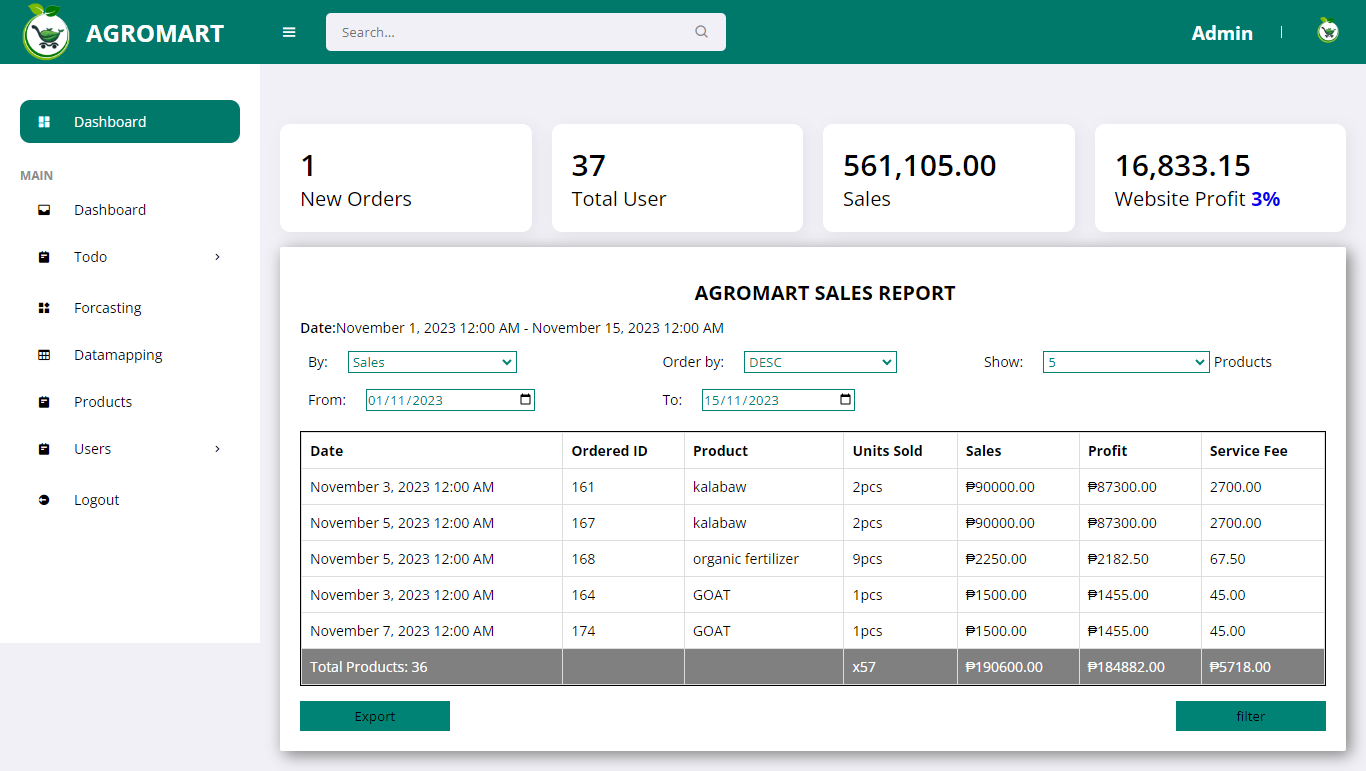 AGROMART
Search...
Admin
Dashboard
MAIN
Dashboard
Todo
Forcasting
Datamapping
Products
Users
Logout
1
New Orders
37
Total User
561,105.00
Sales
16,833.15
Website Profit 3%
AGROMART SALES REPORT
Date:November 1, 2023 12:00 AM - November 15, 2023 12:00 AM
By: Sales Order by: DESC Show: 5 Products
From: 01/11/2023 To: 15/11/2023
Date Ordered ID Product Units Sold Sales Profit Service Fee
November 3, 2023 12:00 AM 161 kalabaw 2pcs ₱90000.00 ₱87300.00 2700.00
November 5, 2023 12:00 AM 167 kalabaw 2pcs ₱90000.00 ₱87300.00 2700.00
November 5, 2023 12:00 AM 168 organic fertilizer 9pcs ₱2250.00 ₱2182.50 67.50
November 3, 2023 12:00 AM 164 GOAT 1pcs ₱1500.00 ₱1455.00 45.00
November 7, 2023 12:00 AM 174 GOAT 1pcs ₱1500.00 ₱1455.00 45.00
Total Products: 36 x57 ₱190600.00 ₱184882.00 ₱5718.00
Export filter